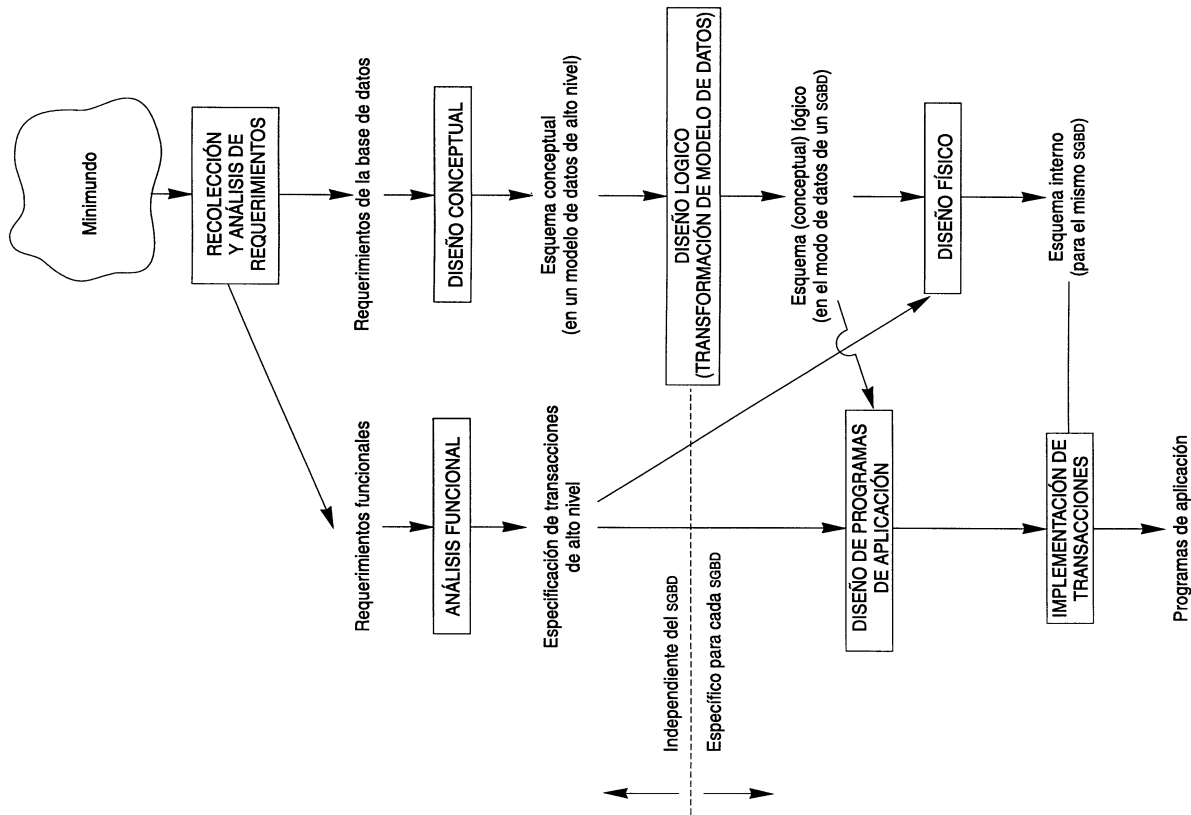 Minimundo
RECOLECCIÓN
Y ANÁLISIS DE
REQUERIMIENTOS
Requerimientos funcionales
Requerimientos de la base de datos
ANÁLISIS FUNCIONAL
DISEÑO CONCEPTUAL
Especificación de transacciones
de alto nivel
Esquema conceptual
(en un modelo de datos de alto nivel)
Independiente del SGBD
Específico para cada SGBD
DISEÑO LOGICO
(TRANSFORMACIÓN DE MODELO DE DATOS)
Esquema (conceptual) lógico
(en el modo de datos de un SGBD)
DISEÑO DE PROGRAMAS
DE APLICACIÓN
DISEÑO FÍSICO
IMPLEMENTACIÓN DE
TRANSACCIONES
Esquema interno
(para el mismo SGBD)
Programas de aplicación